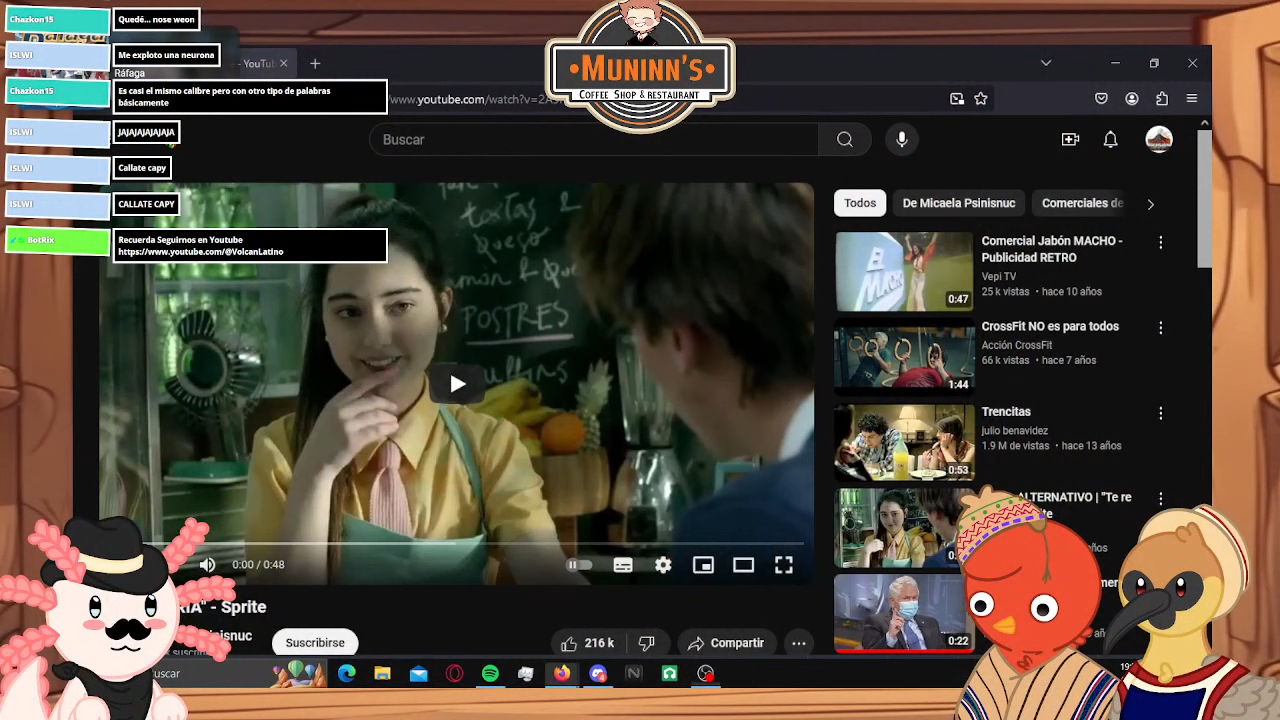 Chazkon15
Quedé... nose weon
ISLWI
Me exploto una neurona
Ráfaga
- YouTub
Chazkon15
Es casi el mismo calibre pero con otro tipo de palabras
básicamente
ISLWI
JAJAJAJAJAJA
ISLWI
Callate capy
ISLWI
CALLATE CAPY
BotRix
Recuerda Seguirnos en Youtube
https://www.youtube.com/@VolcanLatino
•MUNINN'S•
COFFEE SHOP & RESTAURANT
www.youtube.com/watch?v=2A
Buscar
Todos
De Micaela Psinisnuc
Comerciales de
tostas &
queso
POSTRES
0:00 / 0:48
Comercial Jabón MACHO -
Publicidad RETRO
Vepi TV
25 k vistas • hace 10 años
EL
MACHO
0:47
CrossFit NO es para todos
Acción CrossFit
66 k vistas • hace 7 años
1:44
Trencitas
julio benavidez
1.9 M de vistas • hace 13 años
0:53
ALTERNATIVO | "Te re
0:22
" - Sprite
Suscribirse
216 k
Compartir